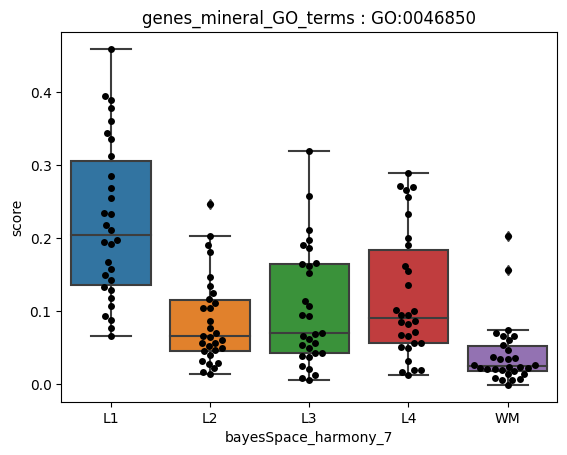 genes_mineral_GO_terms : GO:0046850
score
0.4
0.3
0.2
0.1
0.0
L1 L2 L3 L4 WM
bayesSpace_harmony_7